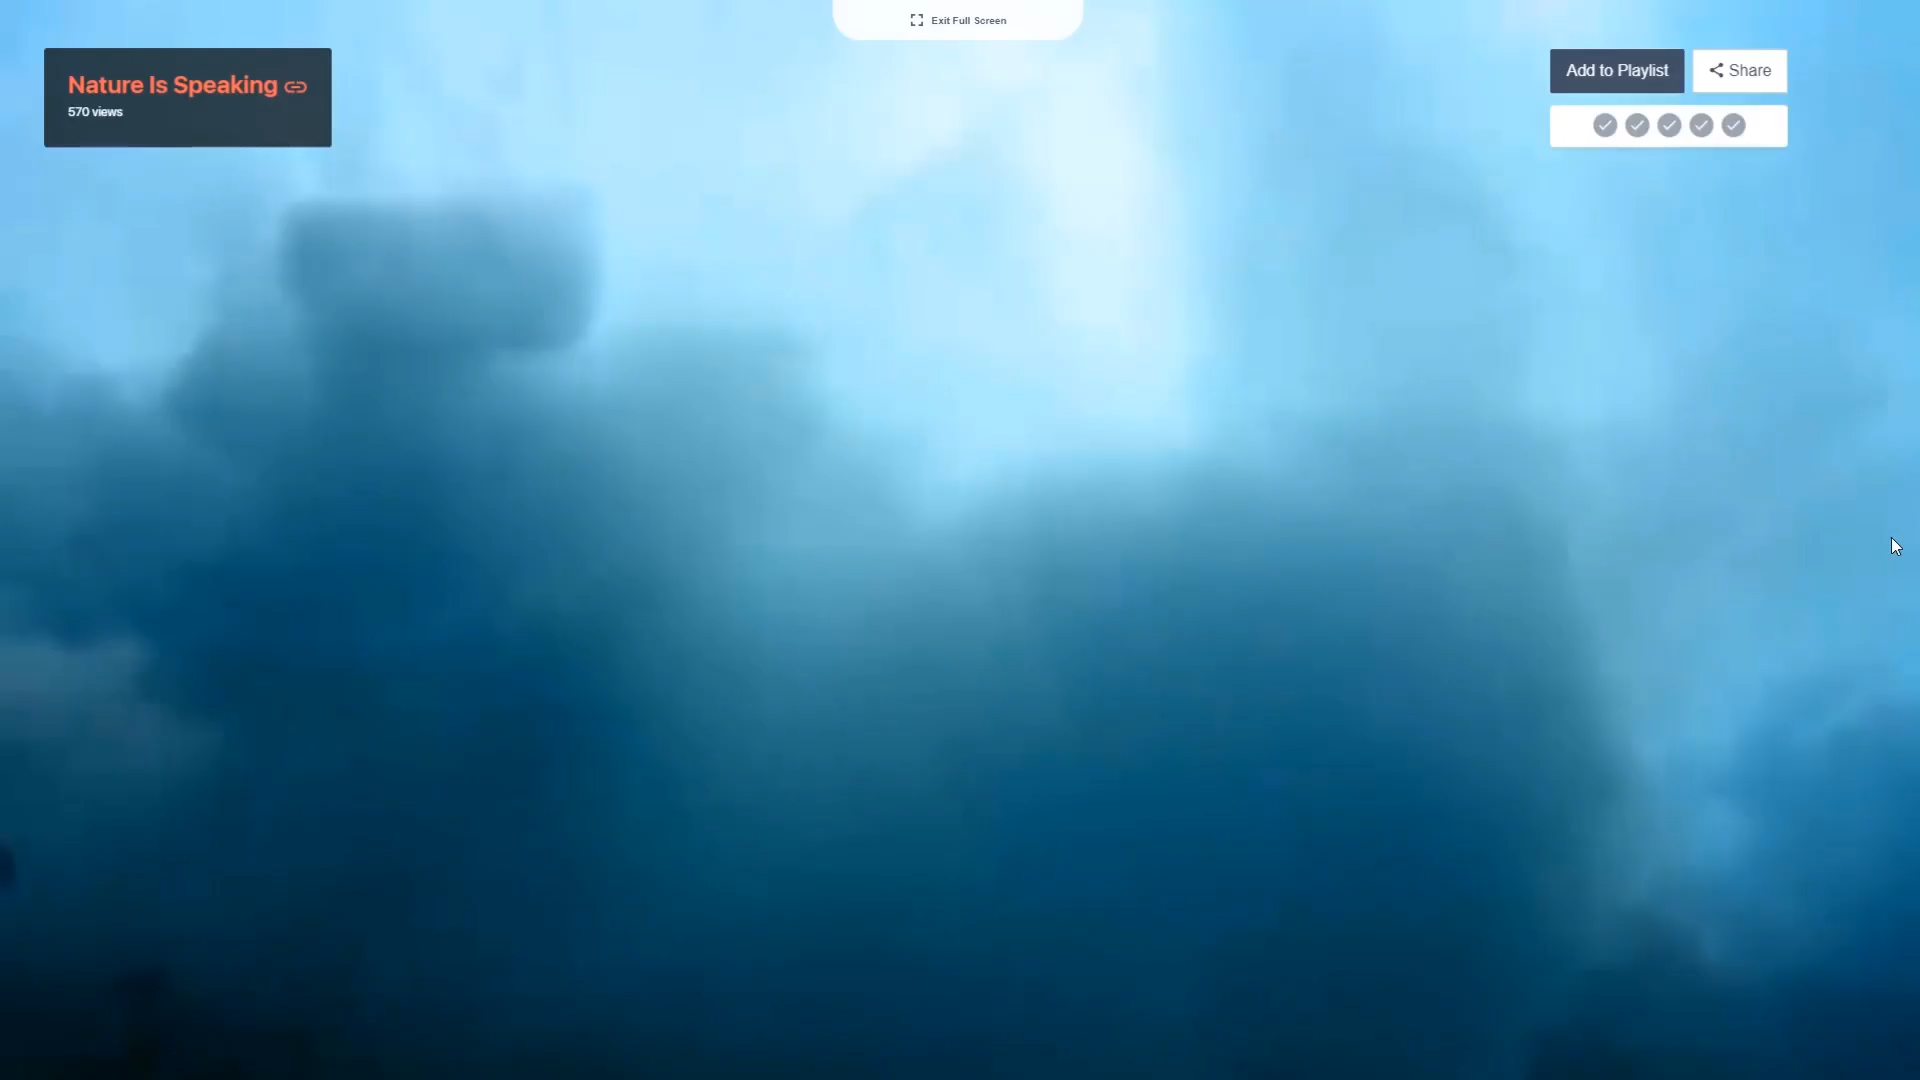 Exit Full Screen
Nature Is Speaking
570 views
Add to Playlist
Share